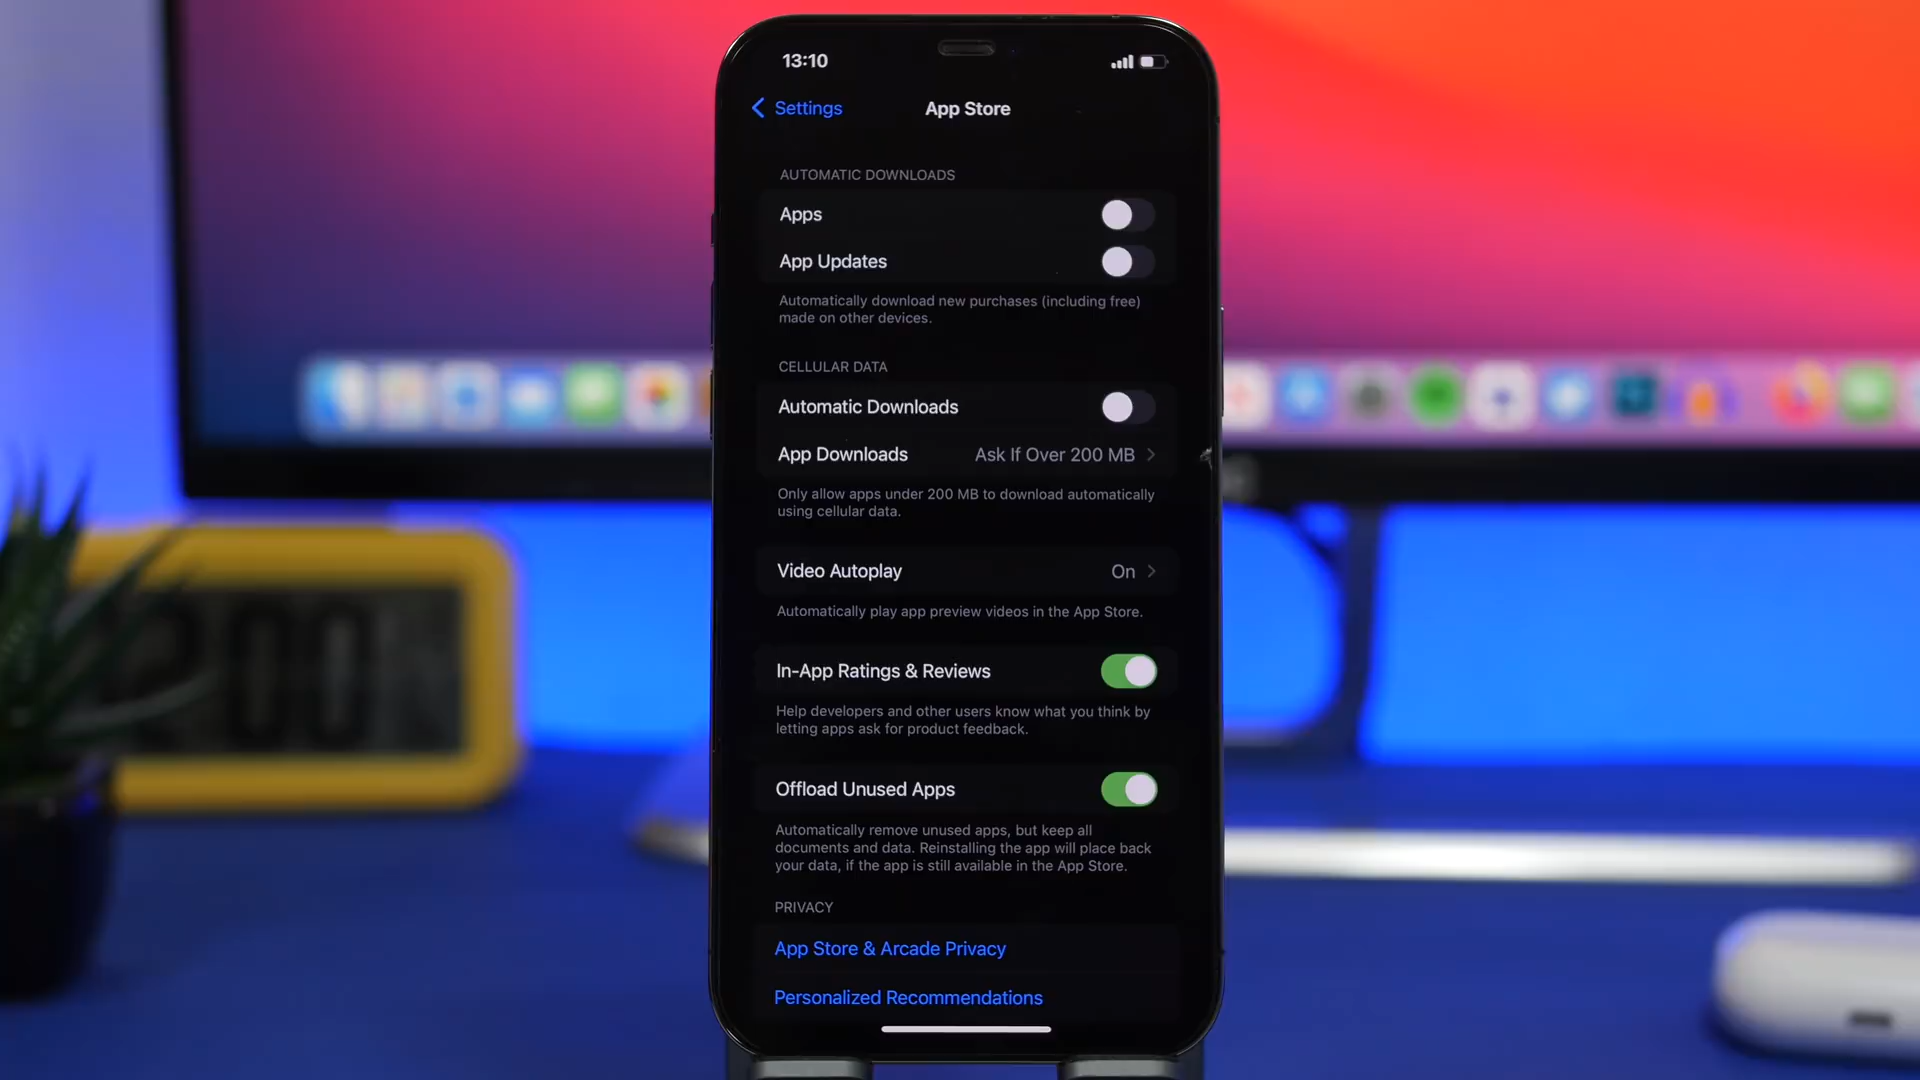 13:10
Settings
App Store
AUTOMATIC DOWNLOADS
Apps
App Updates
Automatically download new purchases (including free)
made on other devices.
CELLULAR DATA
Automatic Downloads
App Downloads Ask If Over 200 MB
Only allow apps under 200 MB to download automatically
using cellular data.
Video Autoplay On
Automatically play app preview videos in the App Store.
In-App Ratings & Reviews
Help developers and other users know what you think by
letting apps ask for product feedback.
Offload Unused Apps
Automatically remove unused apps, but keep all
documents and data. Reinstalling the app will place back
your data, if the app is still available in the App Store.
PRIVACY
App Store & Arcade Privacy
Personalized Recommendations